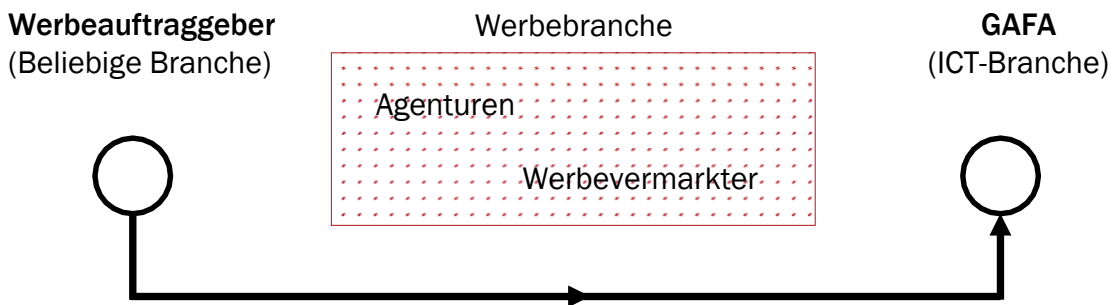 Werbeauftraggeber
(Beliebige Branche)
Werbebranche
Agenturen
Werbevermarkter
GAFA
(ICT-Branche)